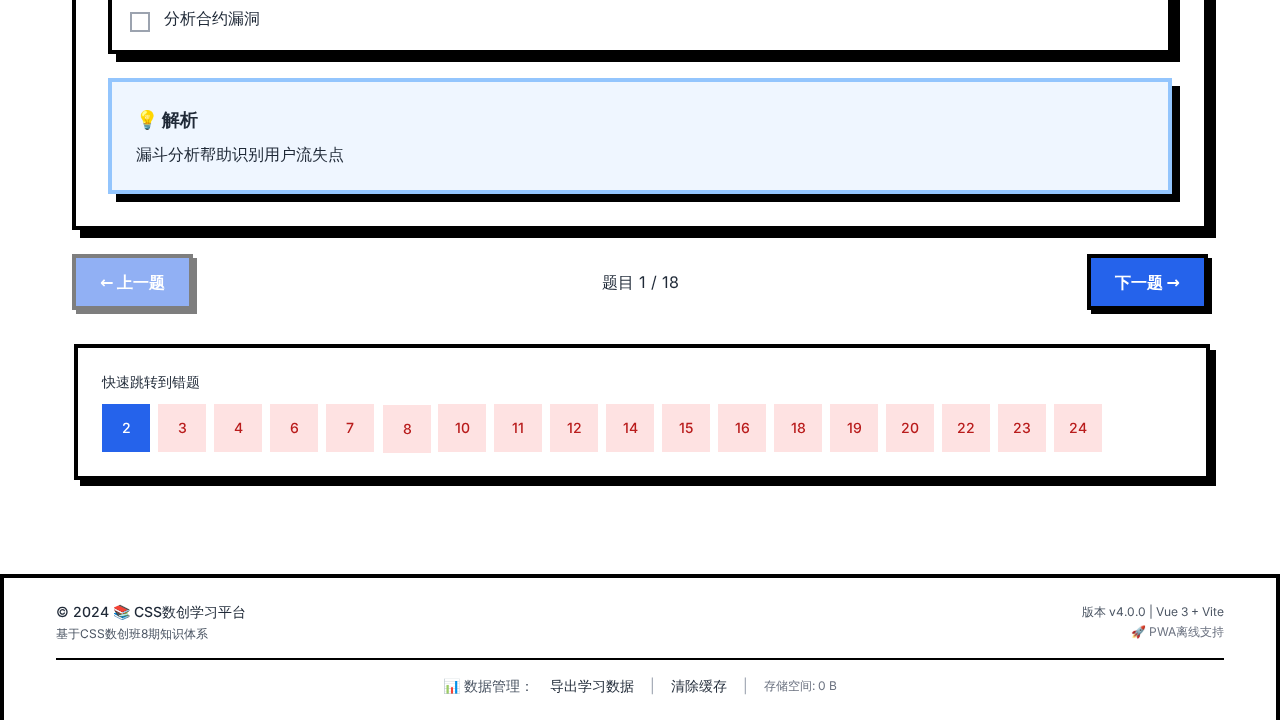 分析合约漏洞
💡 解析
漏斗分析帮助识别用户流失点
← 上一题
题目 1 / 18
下一题 →
快速跳转到错题
2 3 4 6 7 8 10 11 12 14 15 16 18 19 20 22 23 24
© 2024 📚 CSS数创学习平台
基于CSS数创班8期知识体系
版本 v4.0.0 | Vue 3 + Vite
🚀 PWA离线支持
📊 数据管理： 导出学习数据 | 清除缓存 | 存储空间: 0 B